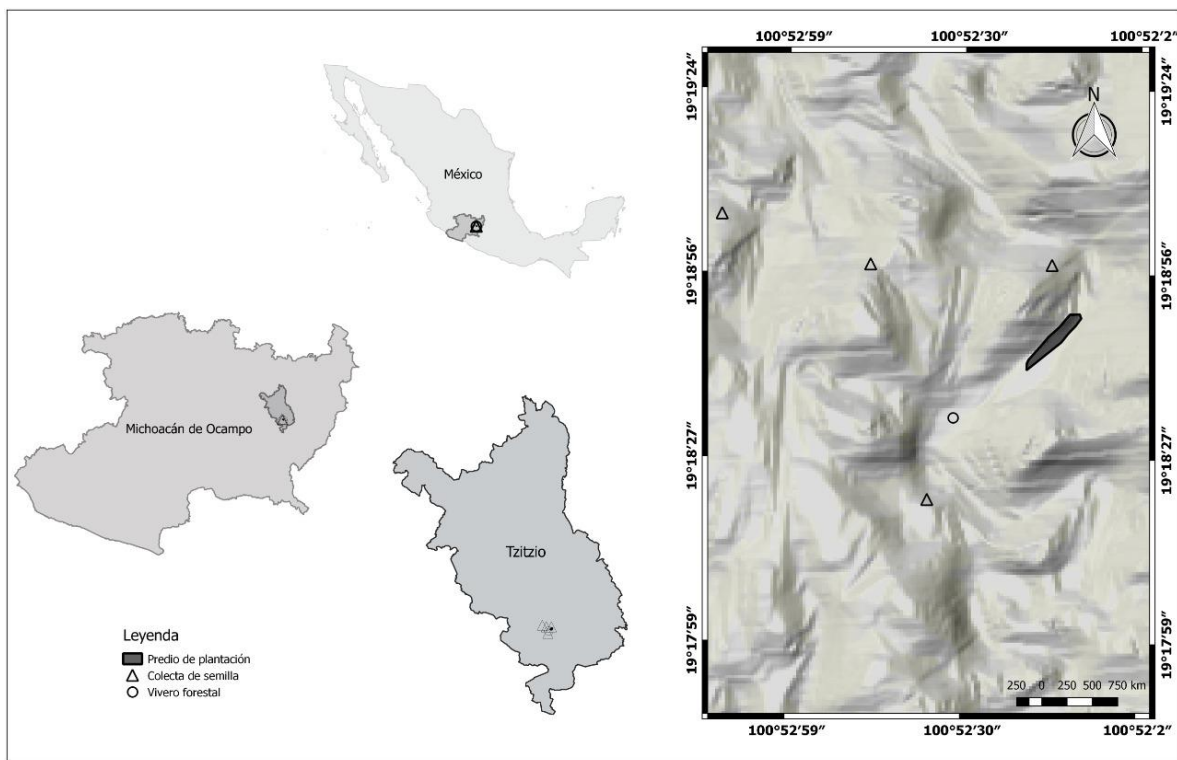 México
Michoacán de Ocampo
Tzitzio
Leyenda
Predio de plantación
Colecta de semilla
Vivero forestal
100°52′59″ 100°52′30″ 100°52′2″
19°19′24″ 19°19′24″
N
19°18′56″ 19°18′56″
19°18′27″ 19°18′27″
19°17′59″ 19°17′59″
250 0 250 500 750 km
100°52′59″ 100°52′30″ 100°52′2″